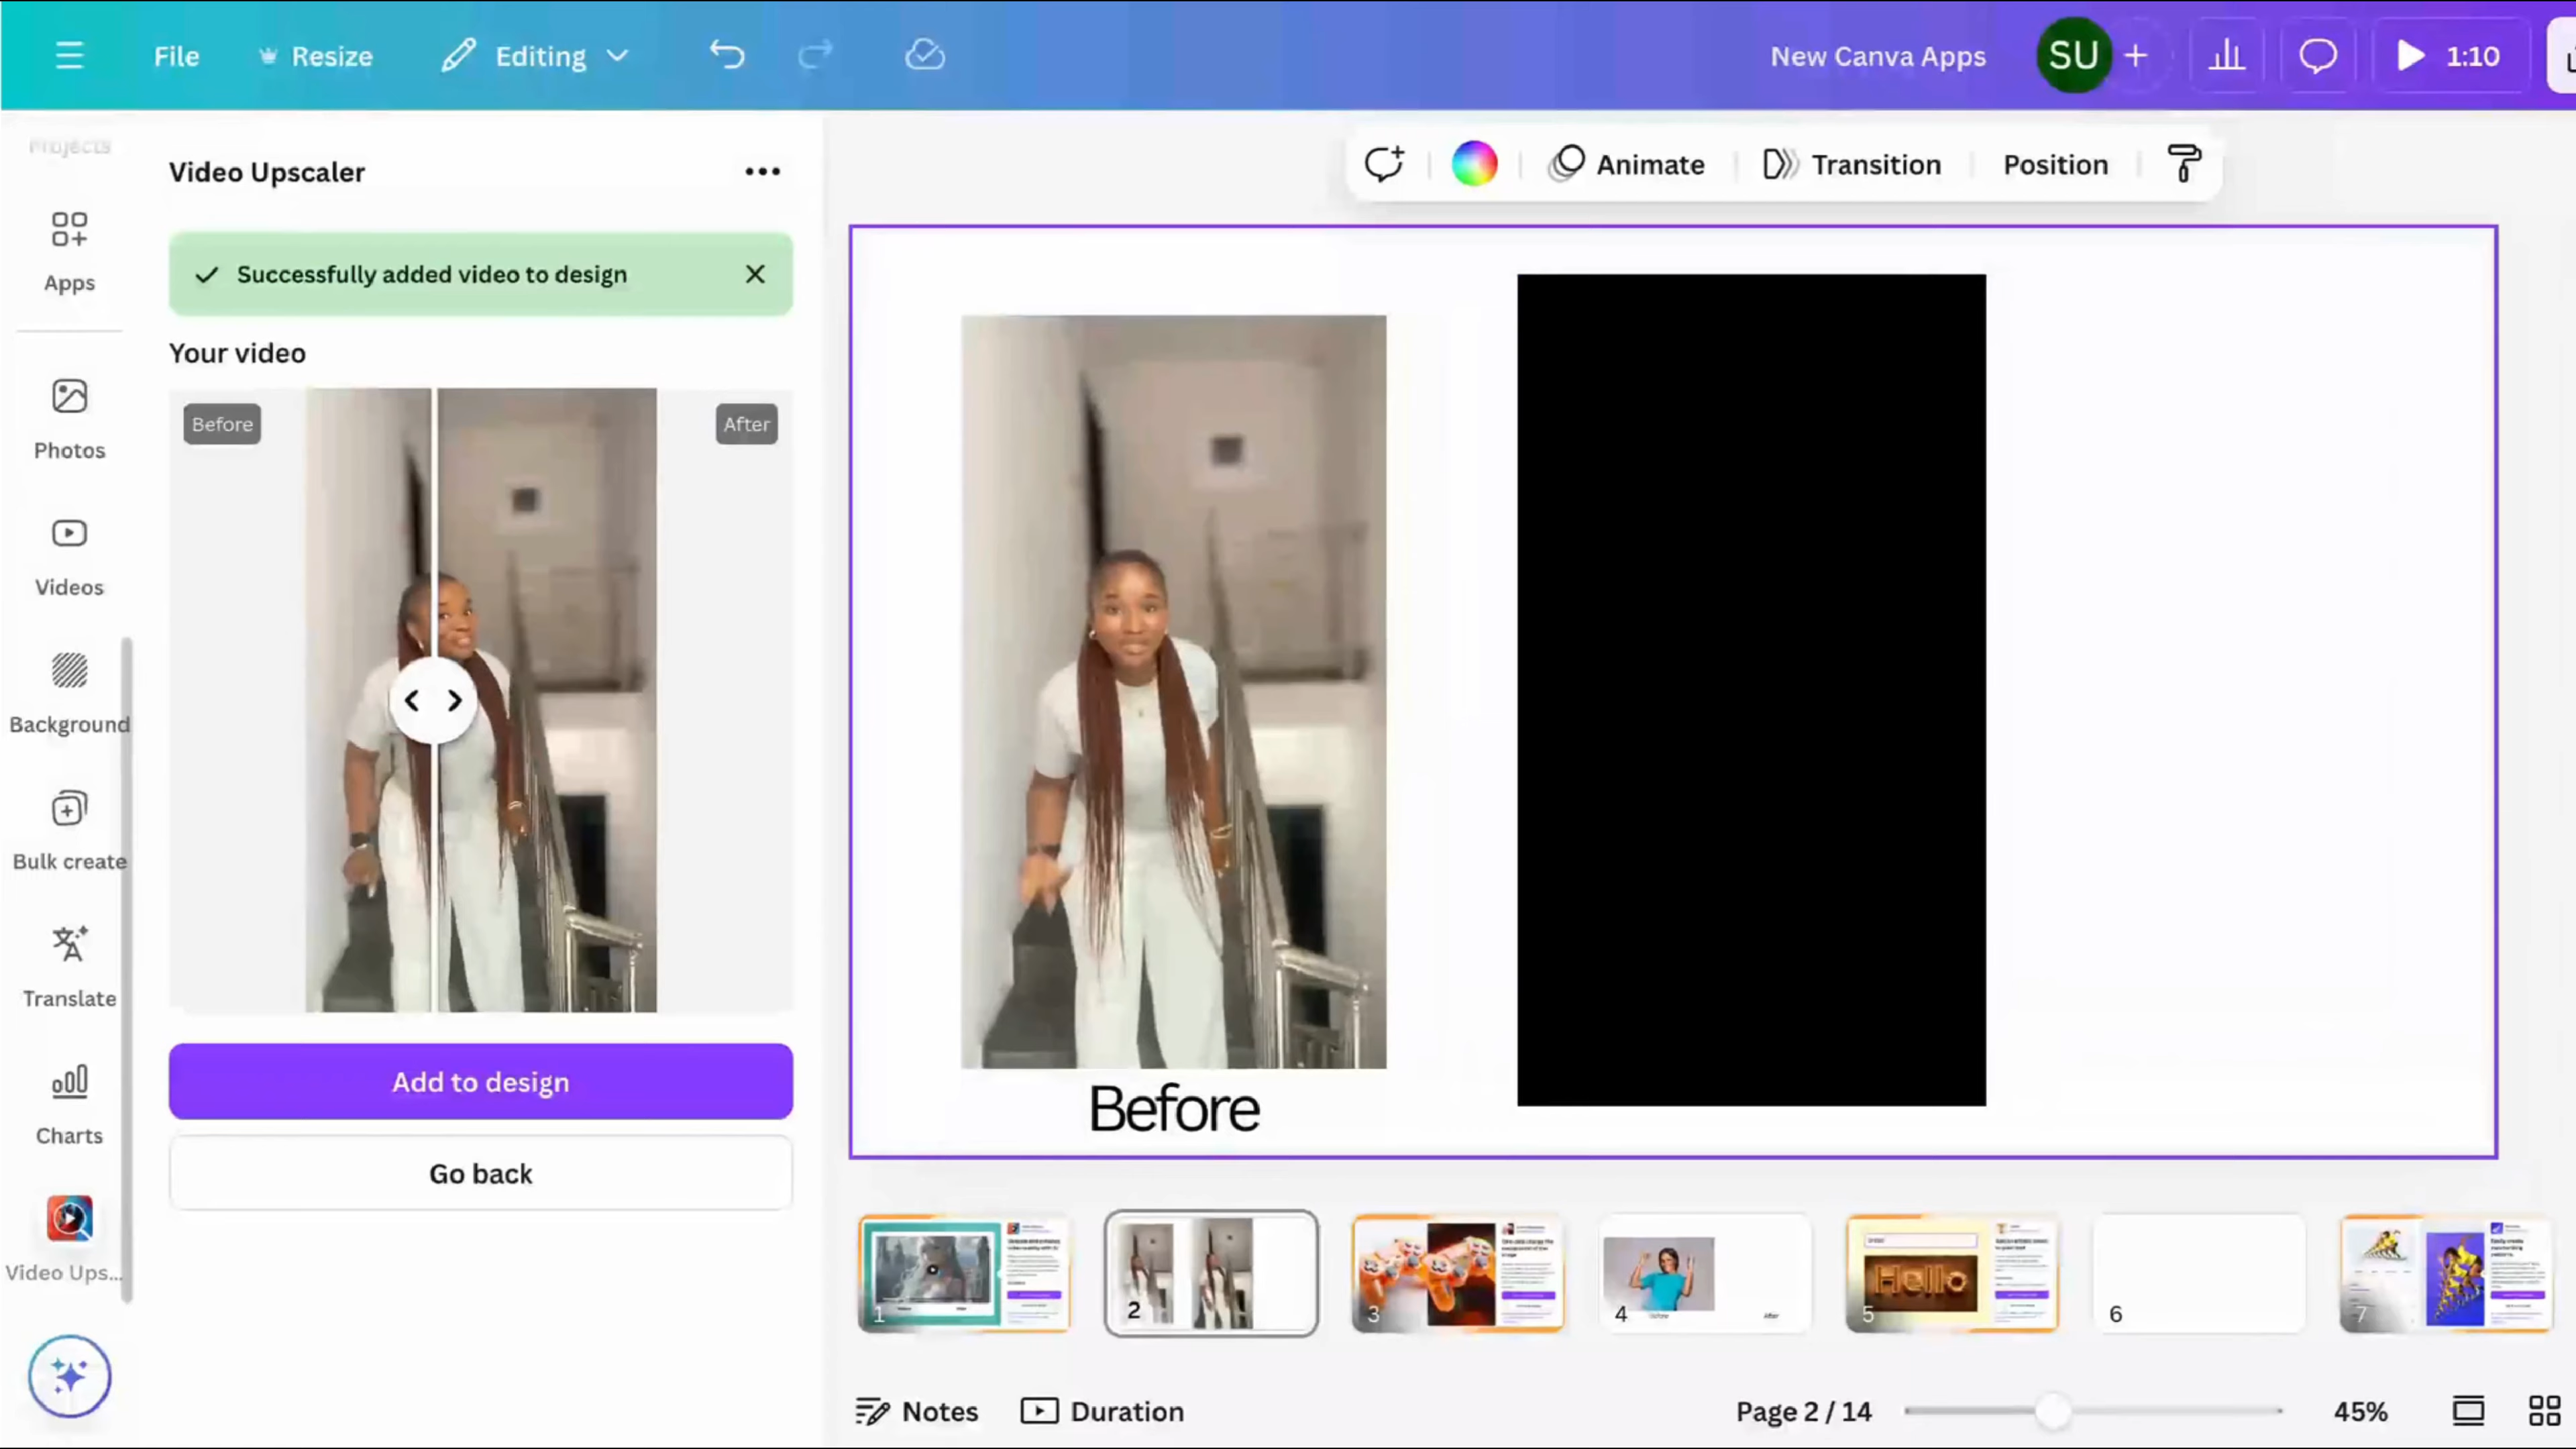 File
Resize
Editing
New Canva Apps
SU
1:10
Projects
Apps
Photos
Videos
Background
Bulk create
Translate
Charts
Video Ups...
Video Upscaler
Successfully added video to design
Your video
Before
After
Add to design
Go back
Animate
Transition
Position
Before
1
2
3
4
After
5
Hello
6
7
Notes
Duration
Page 2 / 14
45%